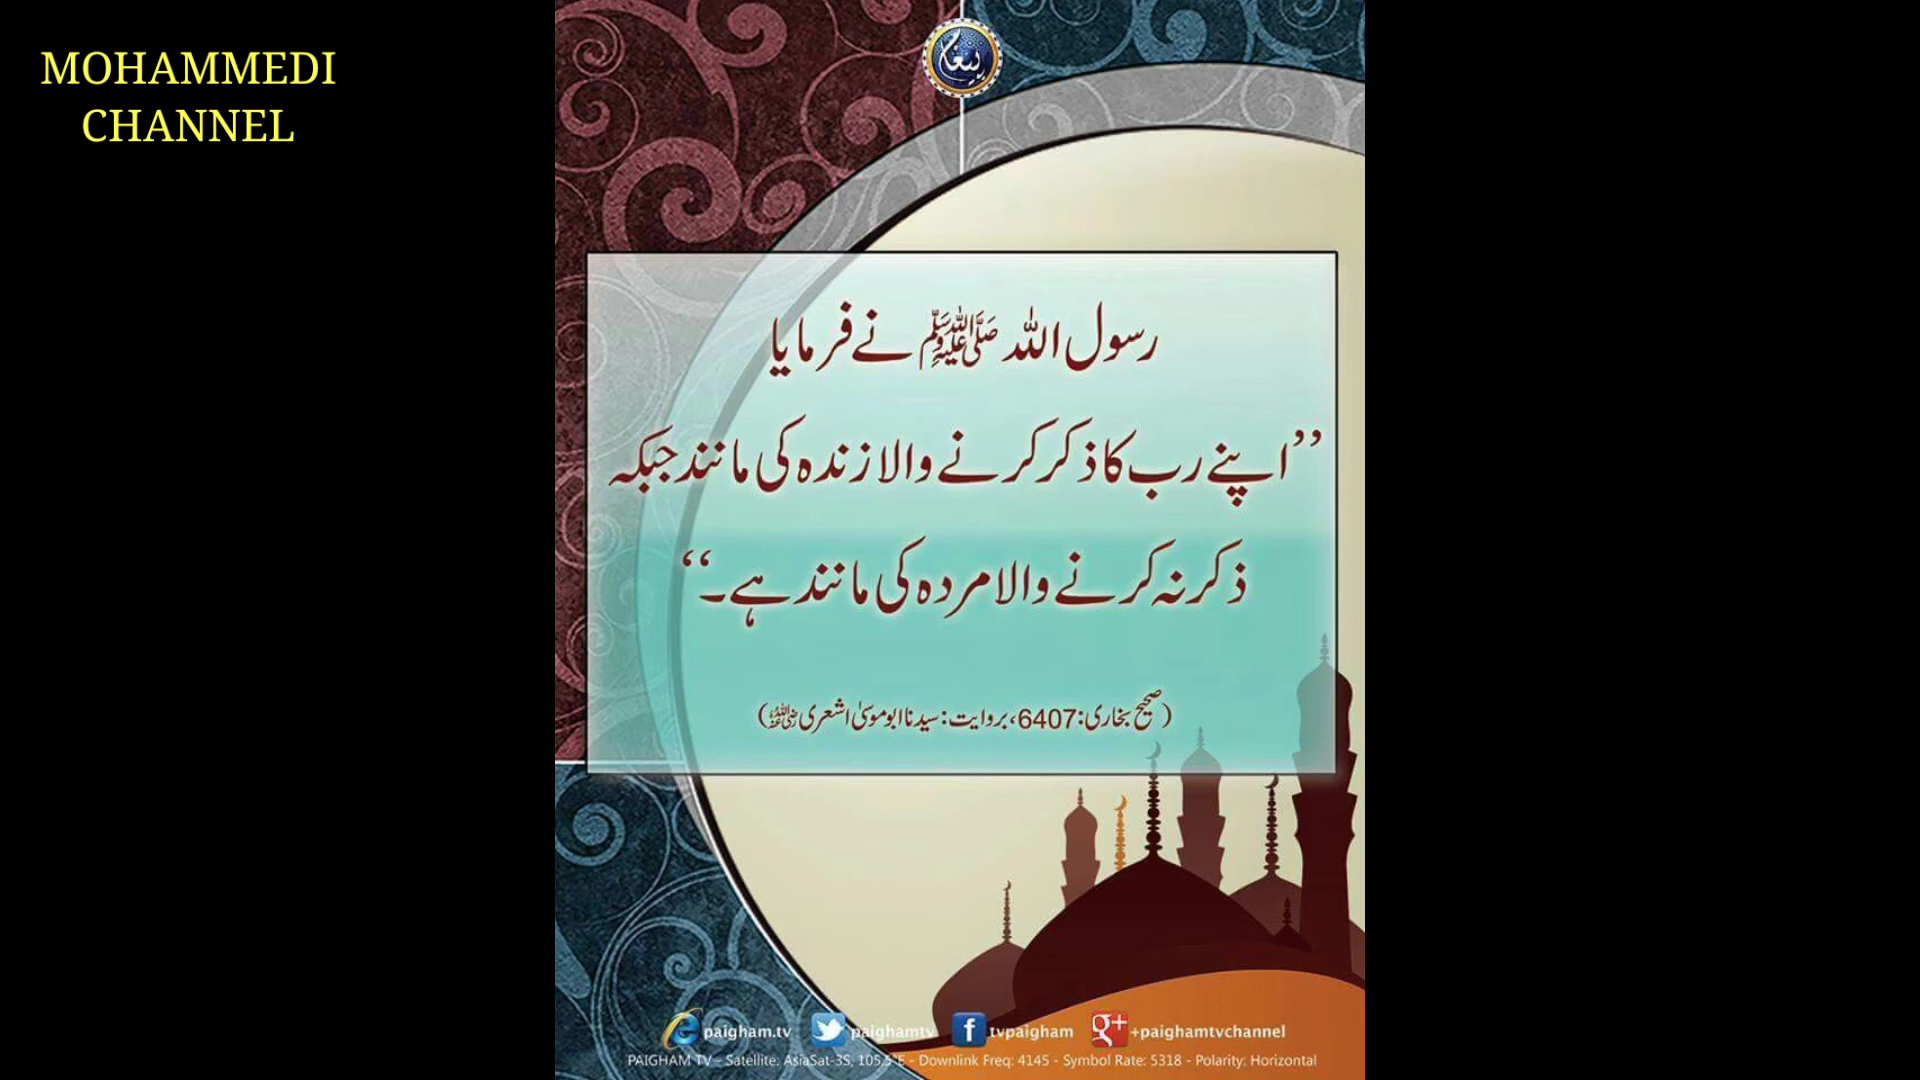 MOHAMMEDI
CHANNEL
پیغام
رسول اللہ ﷺ نے فرمایا
’’اپنے رب کا ذکر کرنے والا زندہ کی مانند جبکہ
ذکر نہ کرنے والا مردہ کی مانند ہے۔‘‘
(صحیح بخاری: 6407، بروایت: سیدنا ابو موسیٰ اشعری رضی اللہ عنہ)
paigham.tv paighamtv tvpaigham +paighamtvchannel
PAIGHAM TV - Satellite: AsiaSat-3S, 105.5°E - Downlink Freq: 4145 - Symbol Rate: 5318 - Polarity: Horizontal